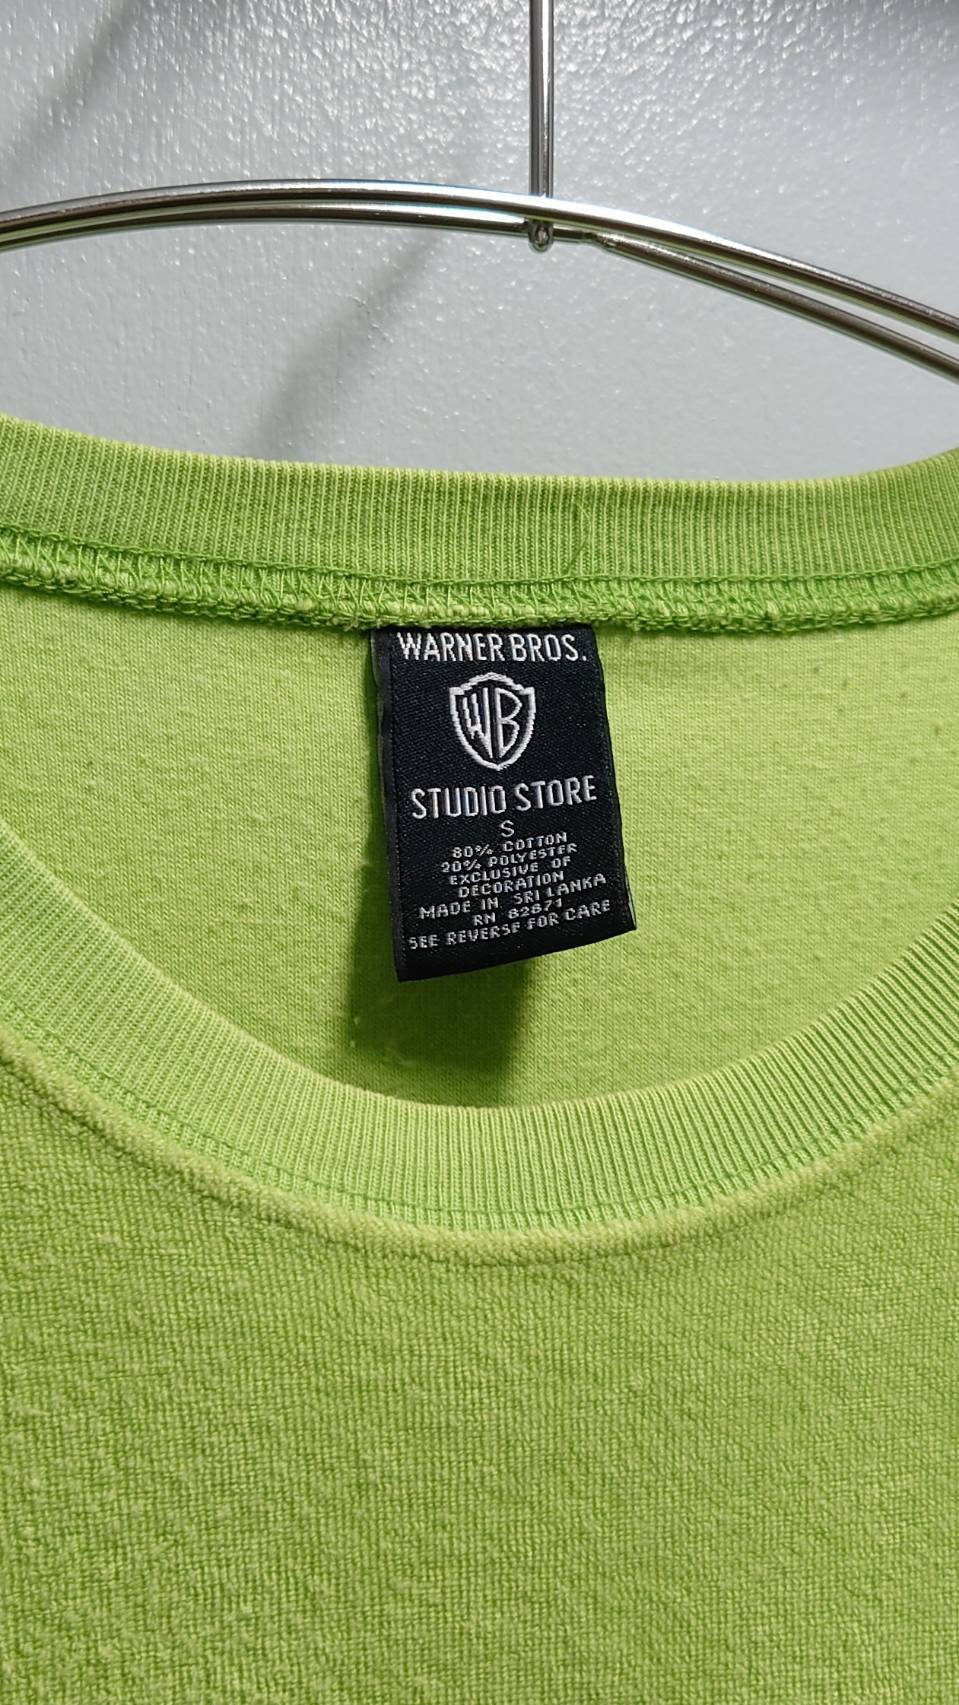 WARNER BROS.
WB
STUDIO STORE
S
80% COTTON
20% POLYESTER
EXCLUSIVE OF
DECORATION
MADE IN SRI LANKA
RN 82871
SEE REVERSE FOR CARE